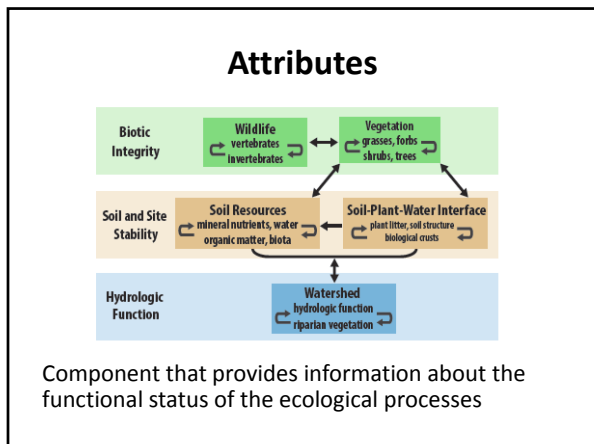 Attributes
Biotic
Integrity
Wildlife
vertebrates
invertebrates
Vegetation
grasses, forbs
shrubs, trees
Soil and Site
Stability
Soil Resources
mineral nutrients, water
organic matter, biota
Soil-Plant-Water Interface
plant litter, soil structure
biological crusts
Hydrologic
Function
Watershed
hydrologic function
riparian vegetation
Component that provides information about the
functional status of the ecological processes